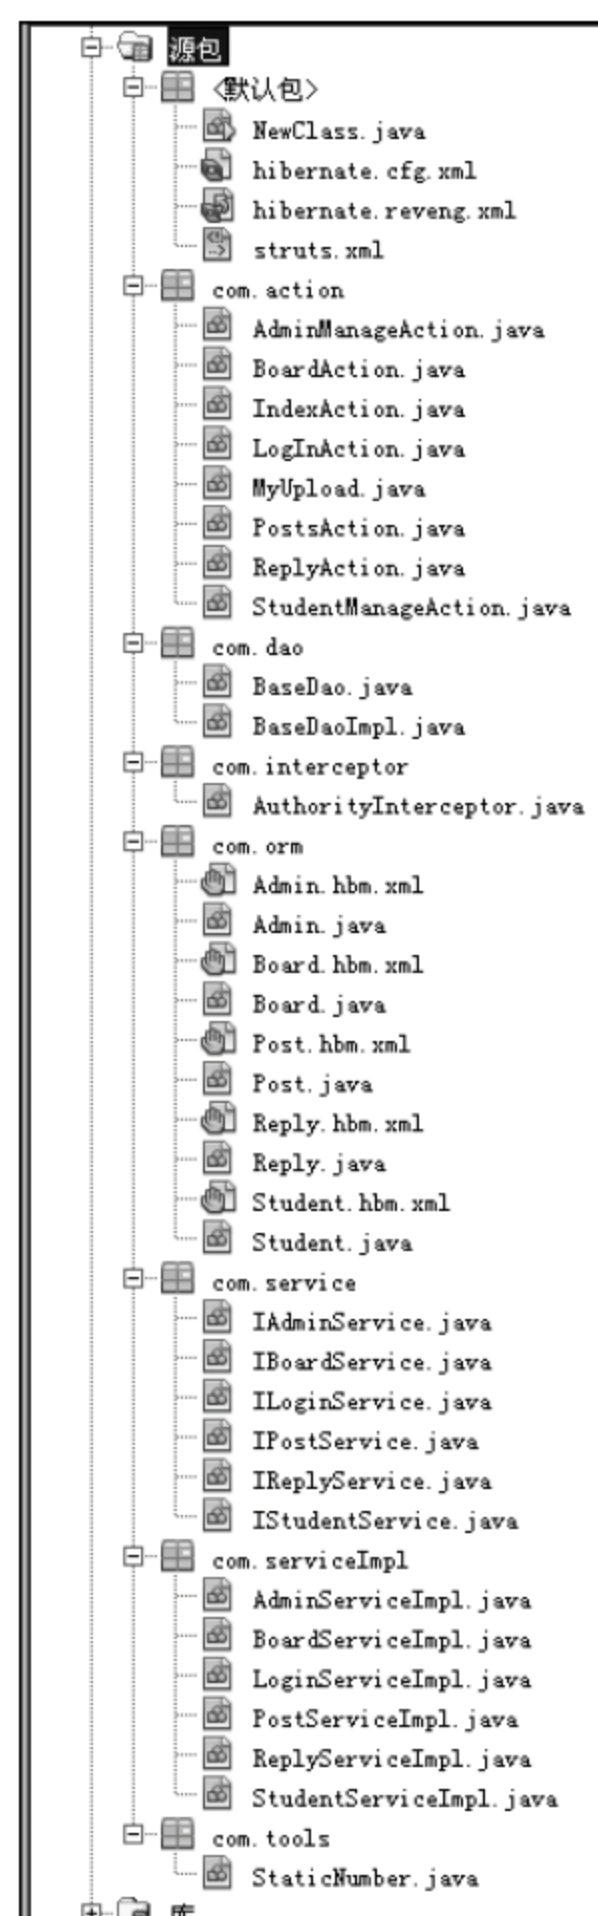 源包
<默认包>
NewClass.java
hibernate.cfg.xml
hibernate.reveng.xml
struts.xml
com.action
AdminManageAction.java
BoardAction.java
IndexAction.java
LogInAction.java
MyUpload.java
PostsAction.java
ReplyAction.java
StudentManageAction.java
com.dao
BaseDao.java
BaseDaoImpl.java
com.interceptor
AuthorityInterceptor.java
com.orm
Admin.hbm.xml
Admin.java
Board.hbm.xml
Board.java
Post.hbm.xml
Post.java
Reply.hbm.xml
Reply.java
Student.hbm.xml
Student.java
com.service
IAdminService.java
IBoardService.java
ILoginService.java
IPostService.java
IReplyService.java
IStudentService.java
com.serviceImpl
AdminServiceImpl.java
BoardServiceImpl.java
LoginServiceImpl.java
PostServiceImpl.java
ReplyServiceImpl.java
StudentServiceImpl.java
com.tools
StaticNumber.java